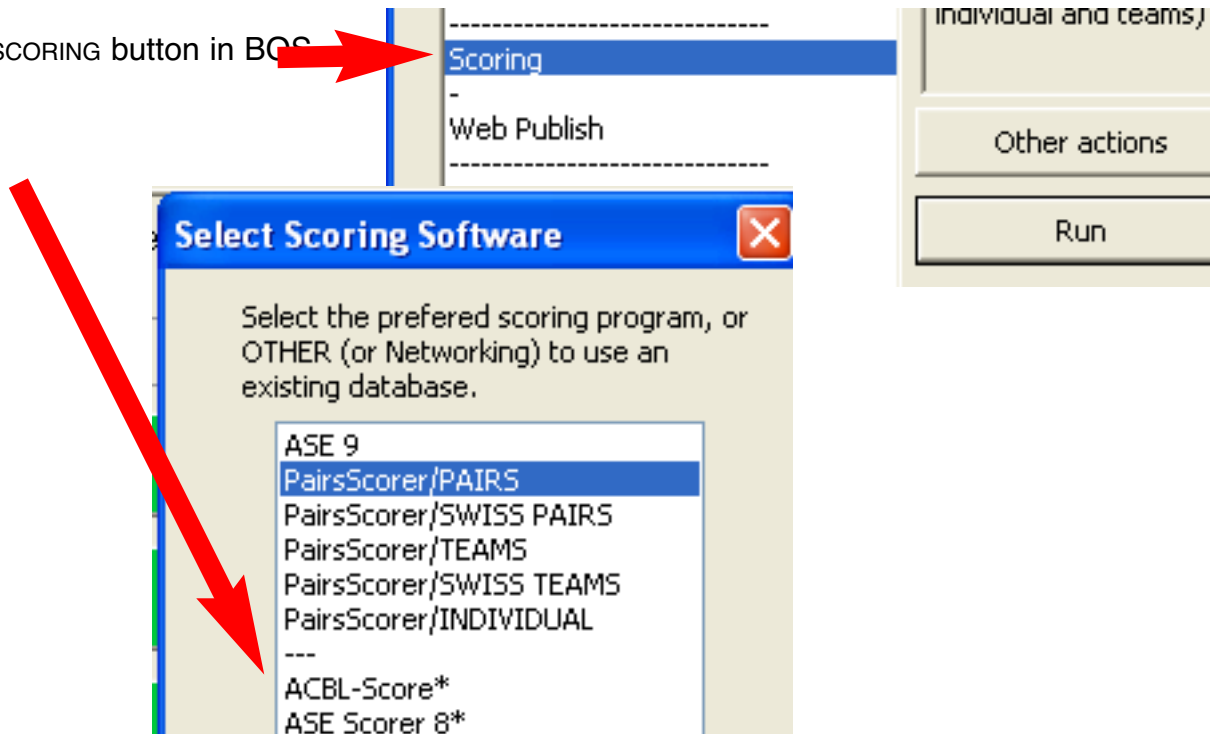 SCORING button in BOS
individual and teams)
------------------------------
Scoring
-
Web Publish
------------------------------
Other actions
Run
Select Scoring Software
Select the prefered scoring program, or
OTHER (or Networking) to use an
existing database.
ASE 9
PairsScorer/PAIRS
PairsScorer/SWISS PAIRS
PairsScorer/TEAMS
PairsScorer/SWISS TEAMS
PairsScorer/INDIVIDUAL
---
ACBL-Score*
ASE Scorer 8*